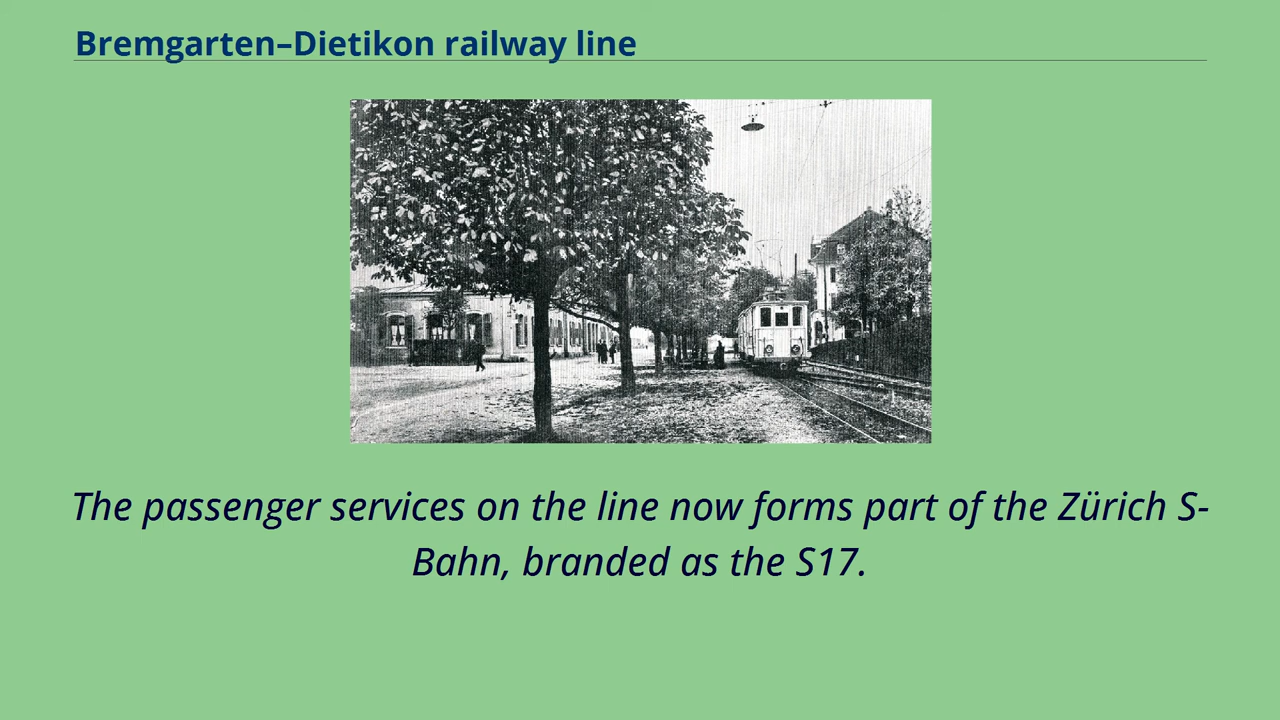 Bremgarten–Dietikon railway line
The passenger services on the line now forms part of the Zürich S-
Bahn, branded as the S17.